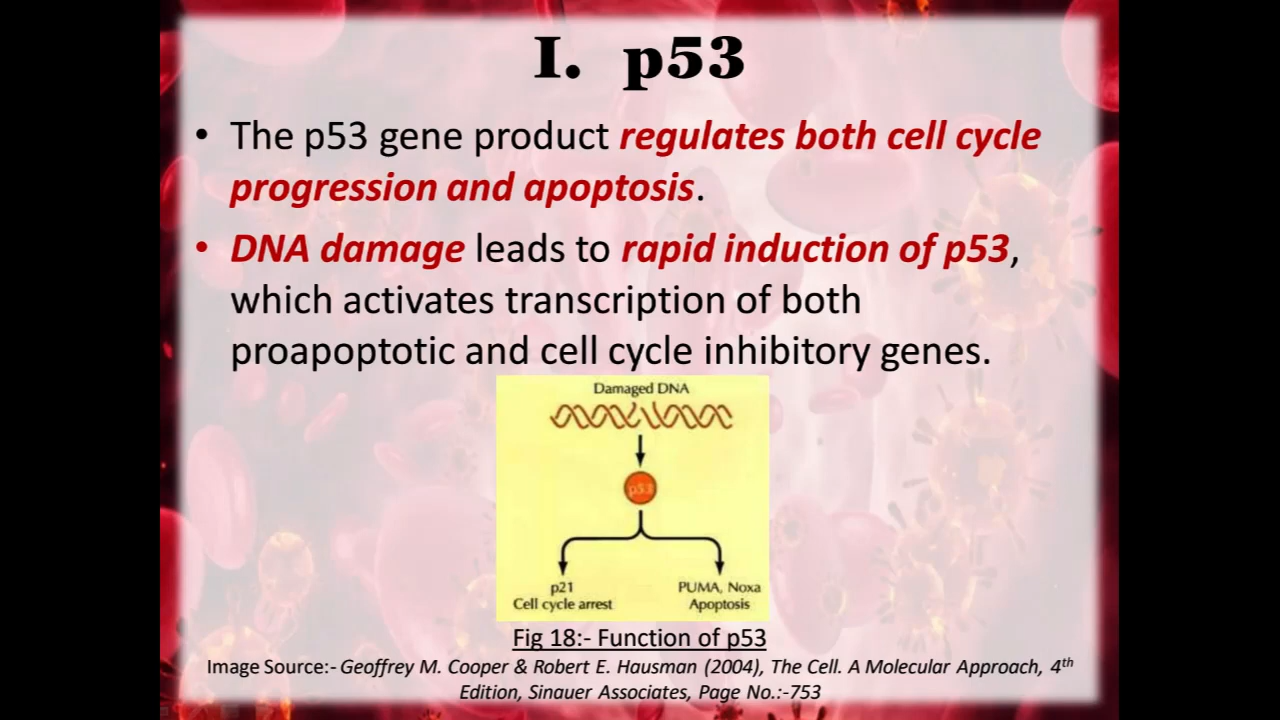 I. p53
• The p53 gene product regulates both cell cycle
progression and apoptosis.
• DNA damage leads to rapid induction of p53,
which activates transcription of both
proapoptotic and cell cycle inhibitory genes.
Damaged DNA
p53
p21
Cell cycle arrest
PUMA, Noxa
Apoptosis
Fig 18:- Function of p53
Image Source:- Geoffrey M. Cooper & Robert E. Hausman (2004), The Cell. A Molecular Approach, 4th
Edition, Sinauer Associates, Page No.:-753